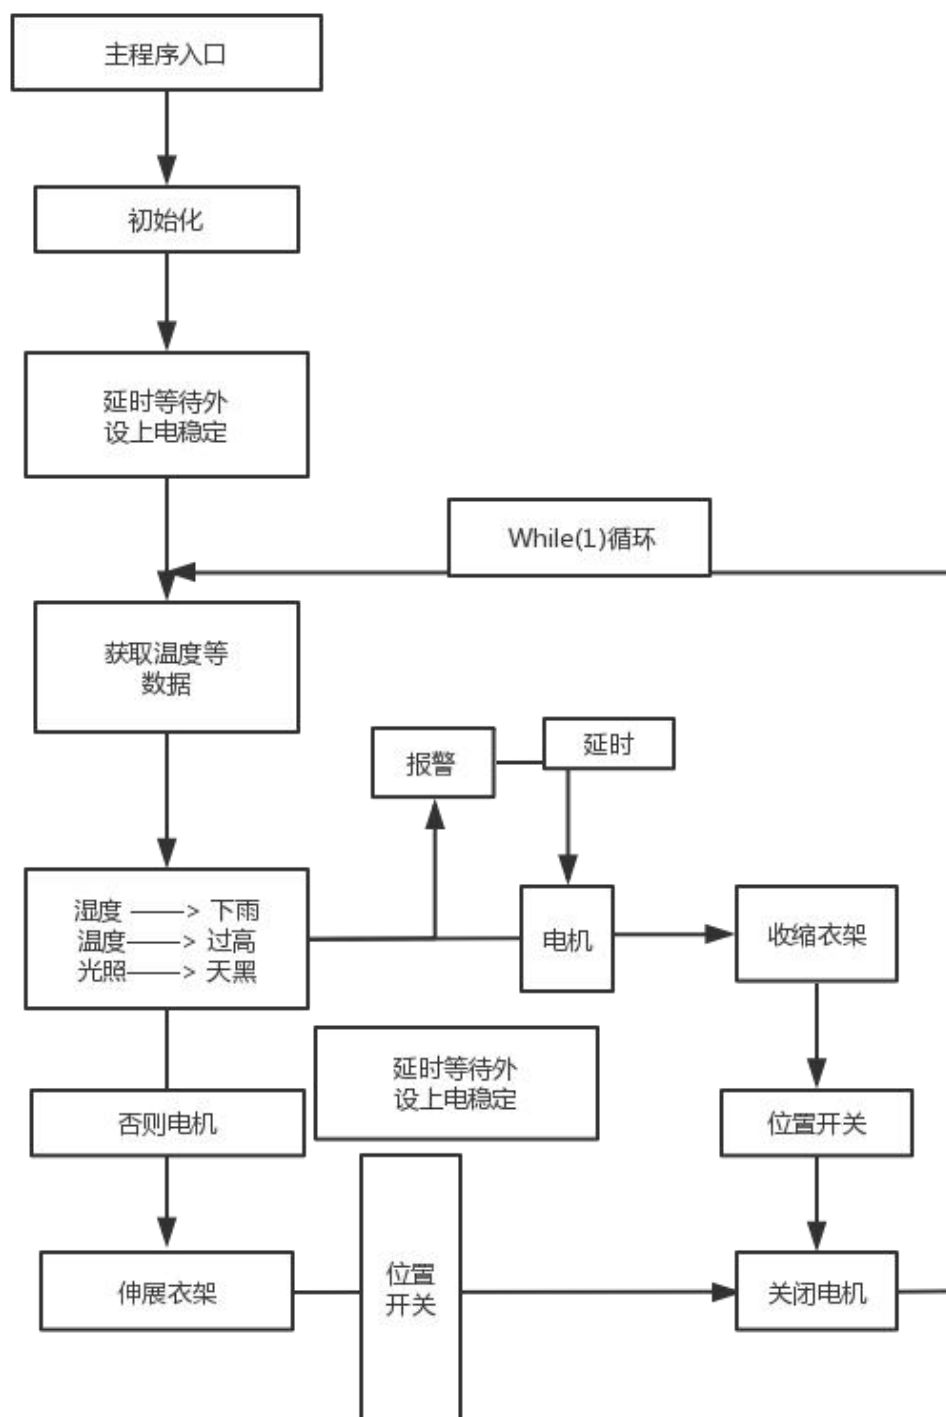 主程序入口
初始化
延时等待外
设上电稳定
While(1)循环
获取温度等
数据
报警
延时
湿度 ——> 下雨
温度——> 过高
光照——> 天黑
电机
收缩衣架
延时等待外
设上电稳定
否则电机
位置开关
伸展衣架
位置
开关
关闭电机